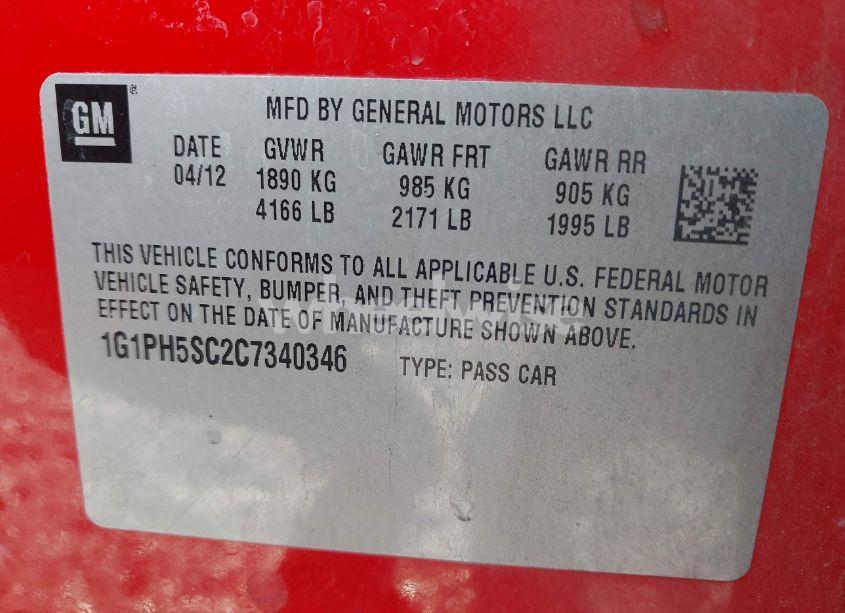 GM ®
MFD BY GENERAL MOTORS LLC
DATE GVWR GAWR FRT GAWR RR
04/12 1890 KG 985 KG 905 KG
4166 LB 2171 LB 1995 LB
THIS VEHICLE CONFORMS TO ALL APPLICABLE U.S. FEDERAL MOTOR
VEHICLE SAFETY, BUMPER, AND THEFT PREVENTION STANDARDS IN
EFFECT ON THE DATE OF MANUFACTURE SHOWN ABOVE.
1G1PH5SC2C7340346 TYPE: PASS CAR